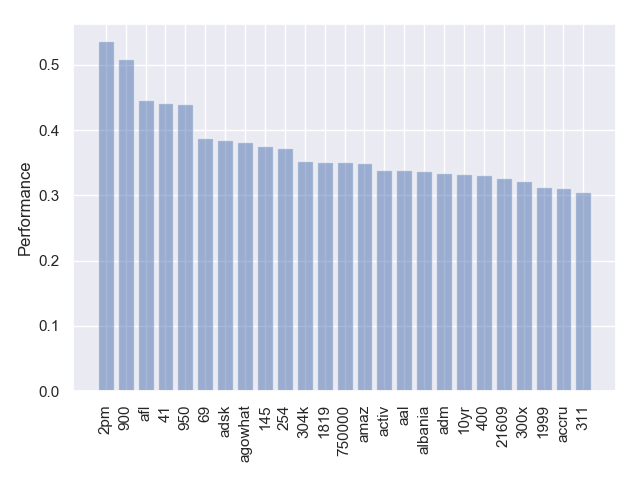 0.5
0.4
0.3
0.2
0.1
0.0
Performance
2pm
900
afl
41
950
69
adsk
agowhat
145
254
304k
1819
750000
amaz
activ
aal
albania
adm
10yr
400
21609
300x
1999
accru
311